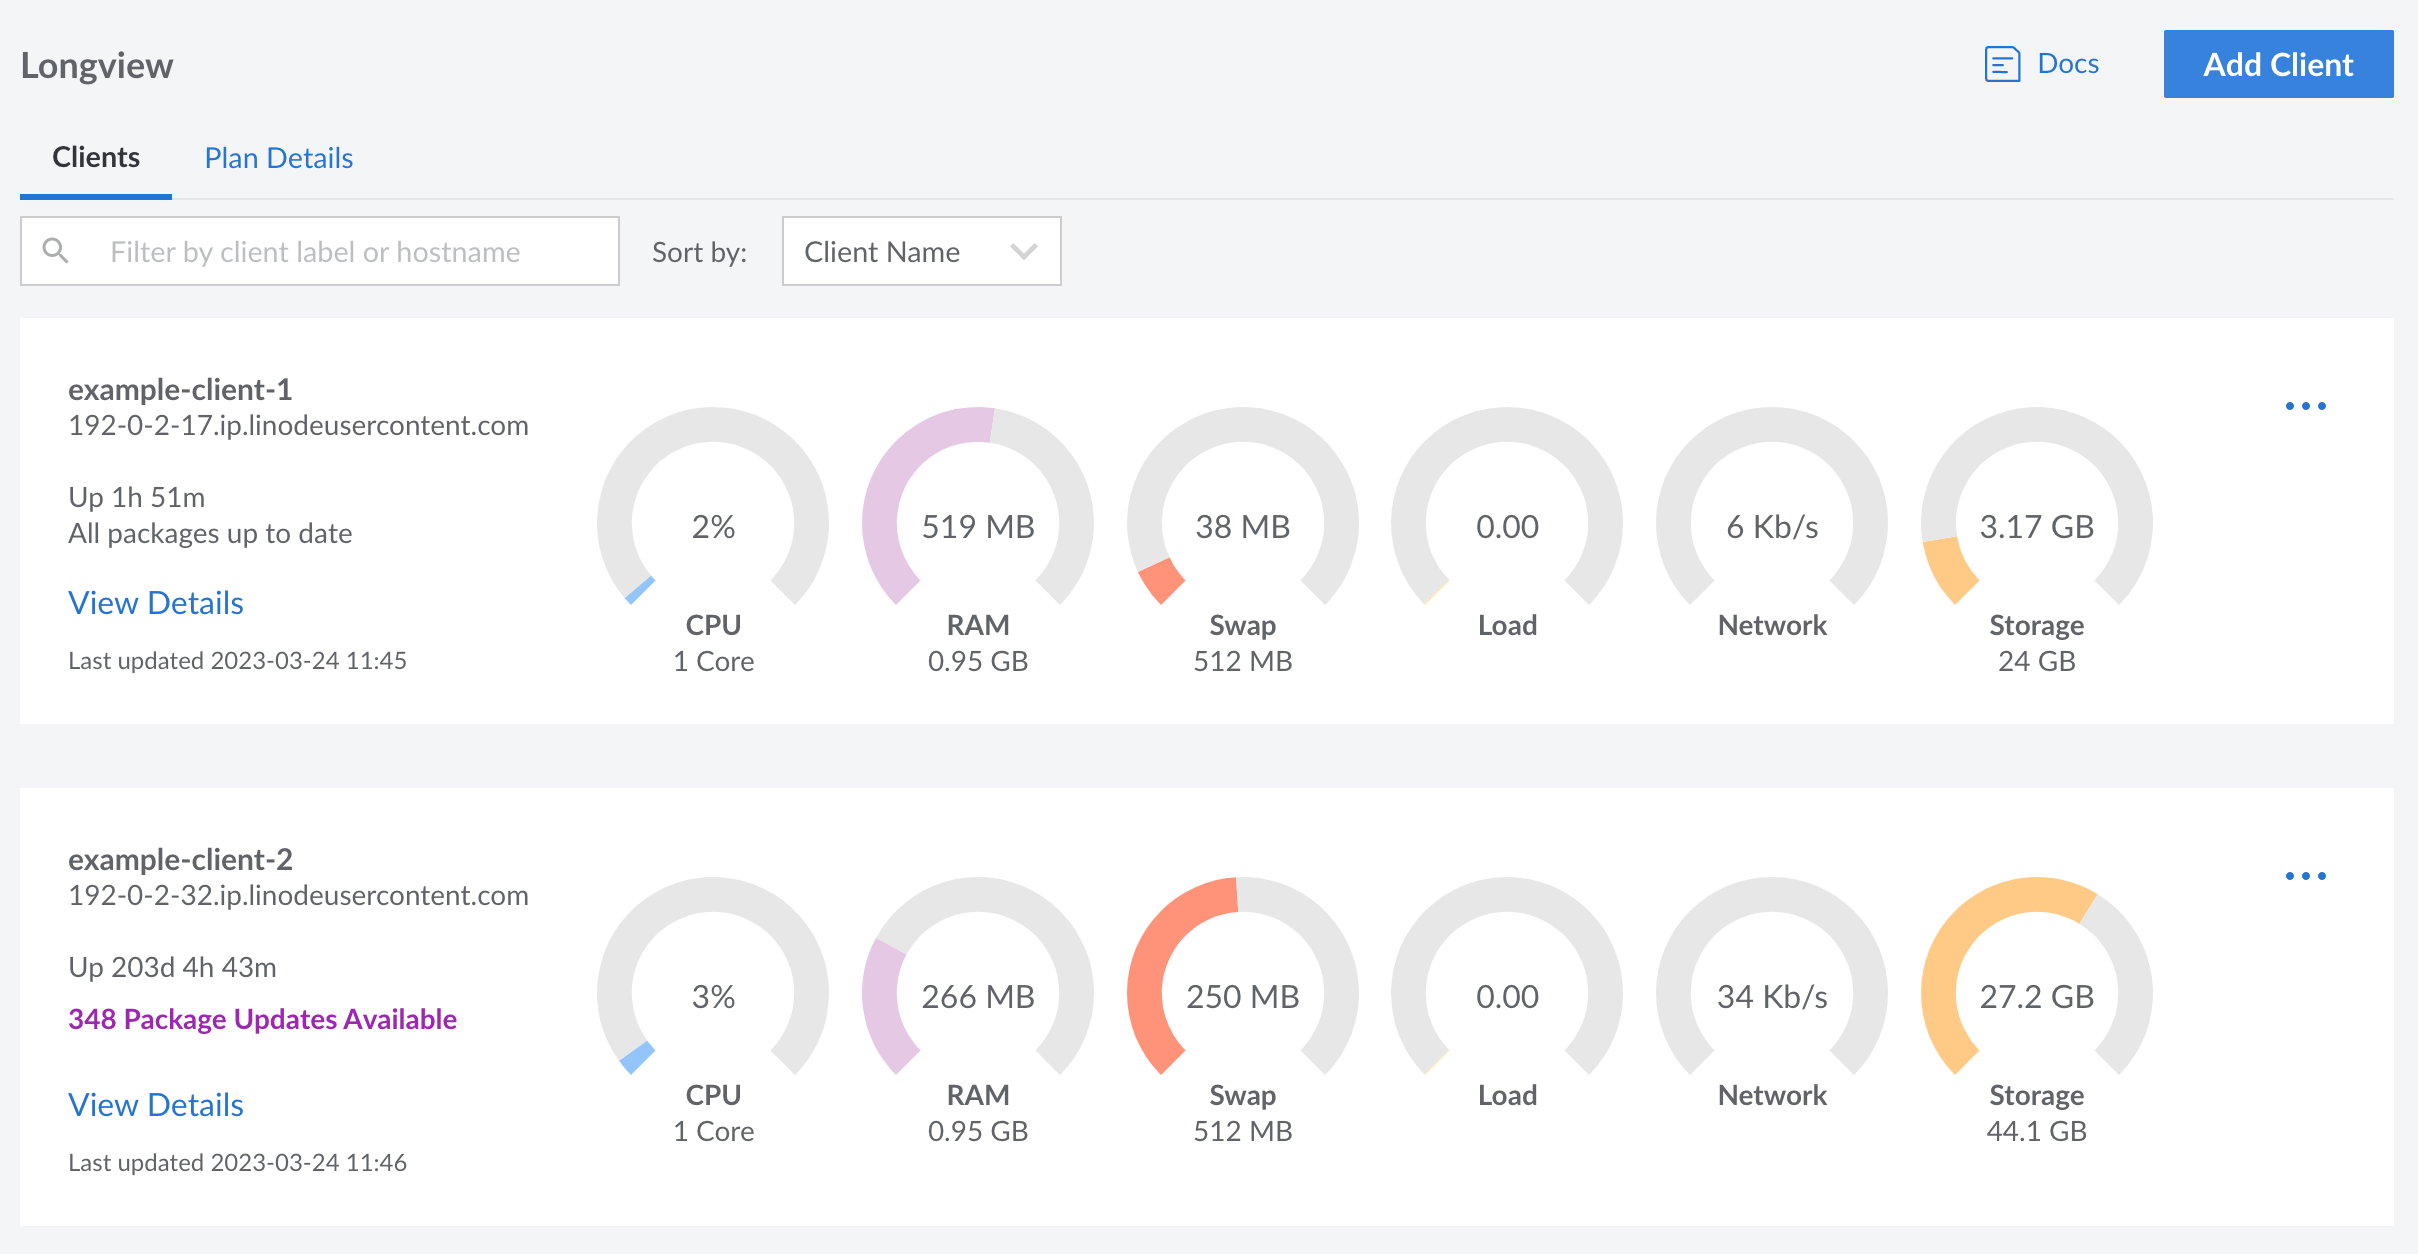 Longview
Docs
Add Client
Clients
Plan Details
Filter by client label or hostname
Sort by:
Client Name
example-client-1
192-0-2-17.ip.linodeusercontent.com
Up 1h 51m
All packages up to date
View Details
Last updated 2023-03-24 11:45
2%
CPU
1 Core
519 MB
RAM
0.95 GB
38 MB
Swap
512 MB
0.00
Load
6 Kb/s
Network
3.17 GB
Storage
24 GB
example-client-2
192-0-2-32.ip.linodeusercontent.com
Up 203d 4h 43m
348 Package Updates Available
View Details
Last updated 2023-03-24 11:46
3%
CPU
1 Core
266 MB
RAM
0.95 GB
250 MB
Swap
512 MB
0.00
Load
34 Kb/s
Network
27.2 GB
Storage
44.1 GB